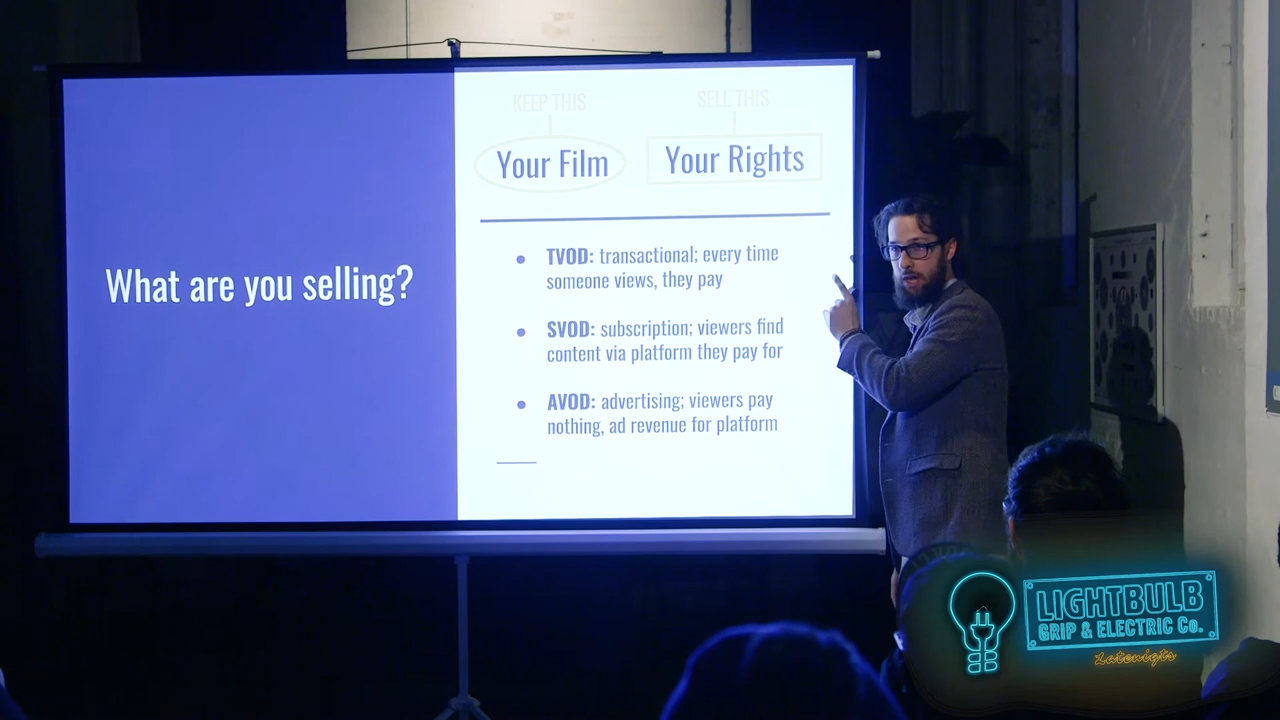 What are you selling?
KEEP THIS
SELL THIS
Your Film
Your Rights
TVOD: transactional; every time
someone views, they pay
SVOD: subscription; viewers find
content via platform they pay for
AVOD: advertising; viewers pay
nothing, ad revenue for platform
LIGHTBULB
GRIP & ELECTRIC Co.
Latenigts